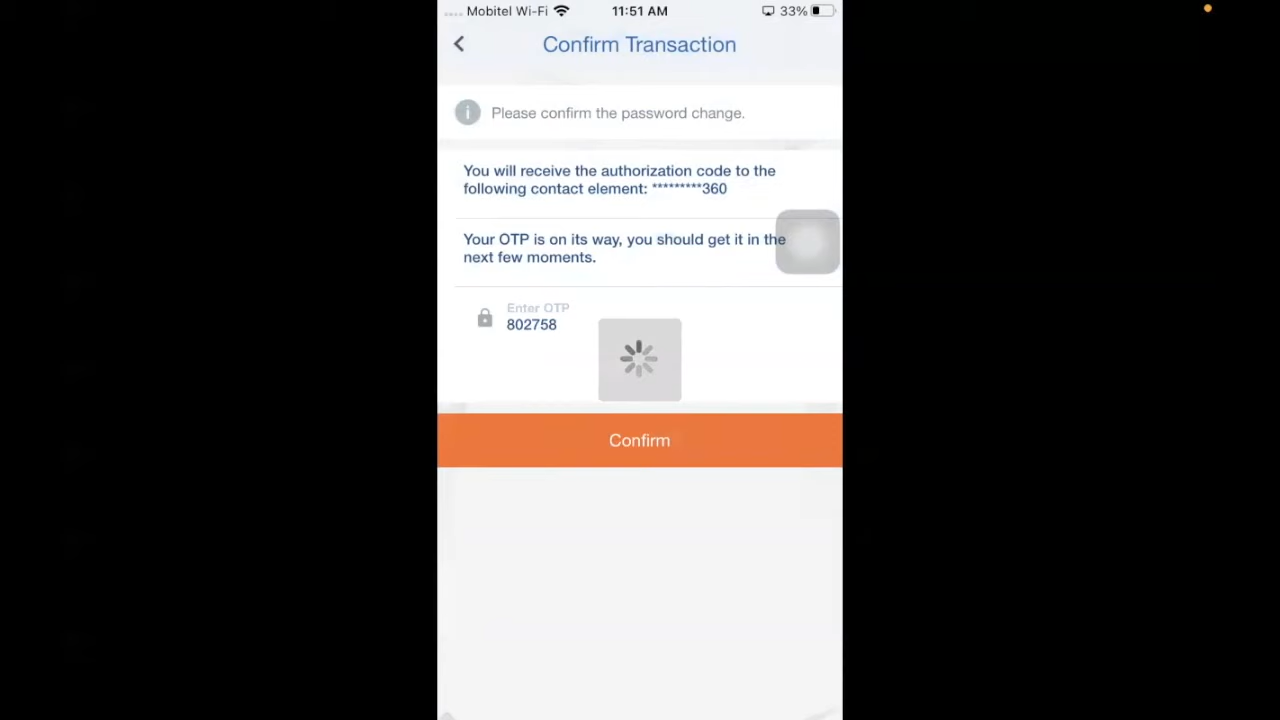 Mobitel Wi-Fi 11:51 AM 33%
Confirm Transaction
Please confirm the password change.
You will receive the authorization code to the
following contact element: *********360
Your OTP is on its way, you should get it in the
next few moments.
Enter OTP
802758
Confirm